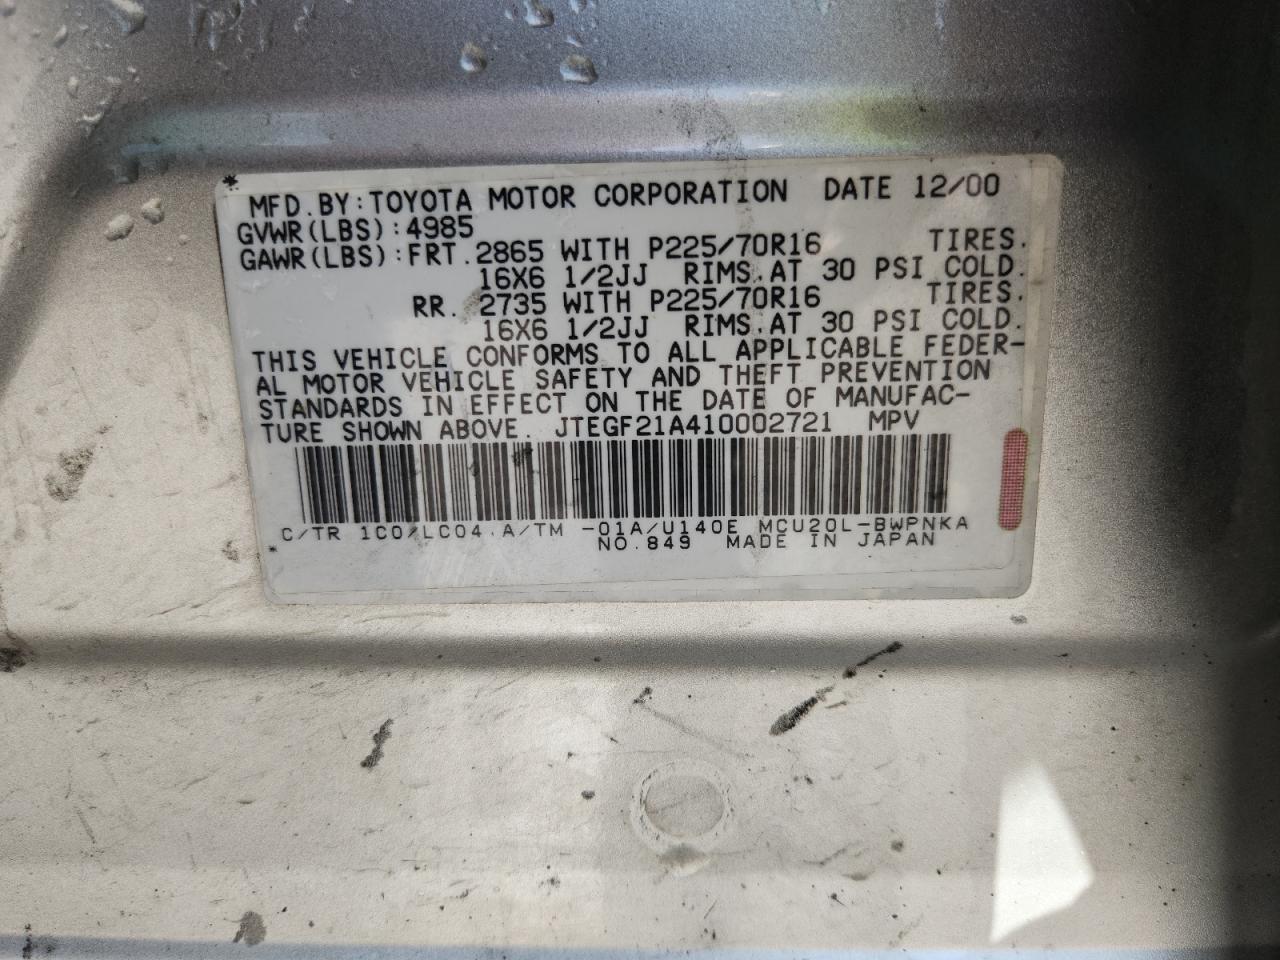 MFD.BY:TOYOTA MOTOR CORPORATION DATE 12/00
GVWR(LBS):4985
GAWR(LBS):FRT.2865 WITH P225/70R16 TIRES.
16X6 1/2JJ RIMS.AT 30 PSI COLD.
RR. 2735 WITH P225/70R16 TIRES.
16X6 1/2JJ RIMS.AT 30 PSI COLD.
THIS VEHICLE CONFORMS TO ALL APPLICABLE FEDER-
AL MOTOR VEHICLE SAFETY AND THEFT PREVENTION
STANDARDS IN EFFECT ON THE DATE OF MANUFAC-
TURE SHOWN ABOVE. JTEGF21A410002721 MPV
C/TR 1C0/LC04.A/TM -01A/U140E MCU20L-BWPNKA
NO.849 MADE IN JAPAN